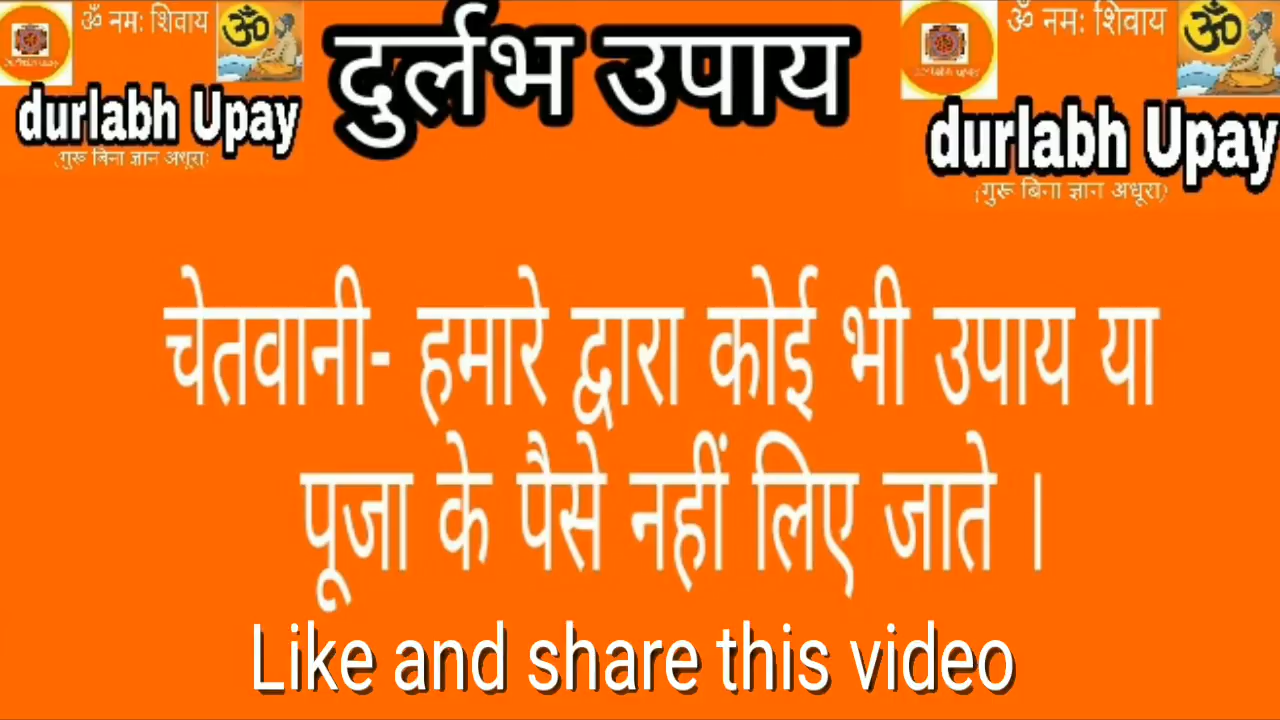 ॐ नमः शिवाय
durlabh Upay
(गुरू बिना ज्ञान अधूरा)
दुर्लभ उपाय
ॐ नमः शिवाय
durlabh Upay
(गुरू बिना ज्ञान अधूरा)
चेतवानी- हमारे द्वारा कोई भी उपाय या
पूजा के पैसे नहीं लिए जाते ।
Like and share this video